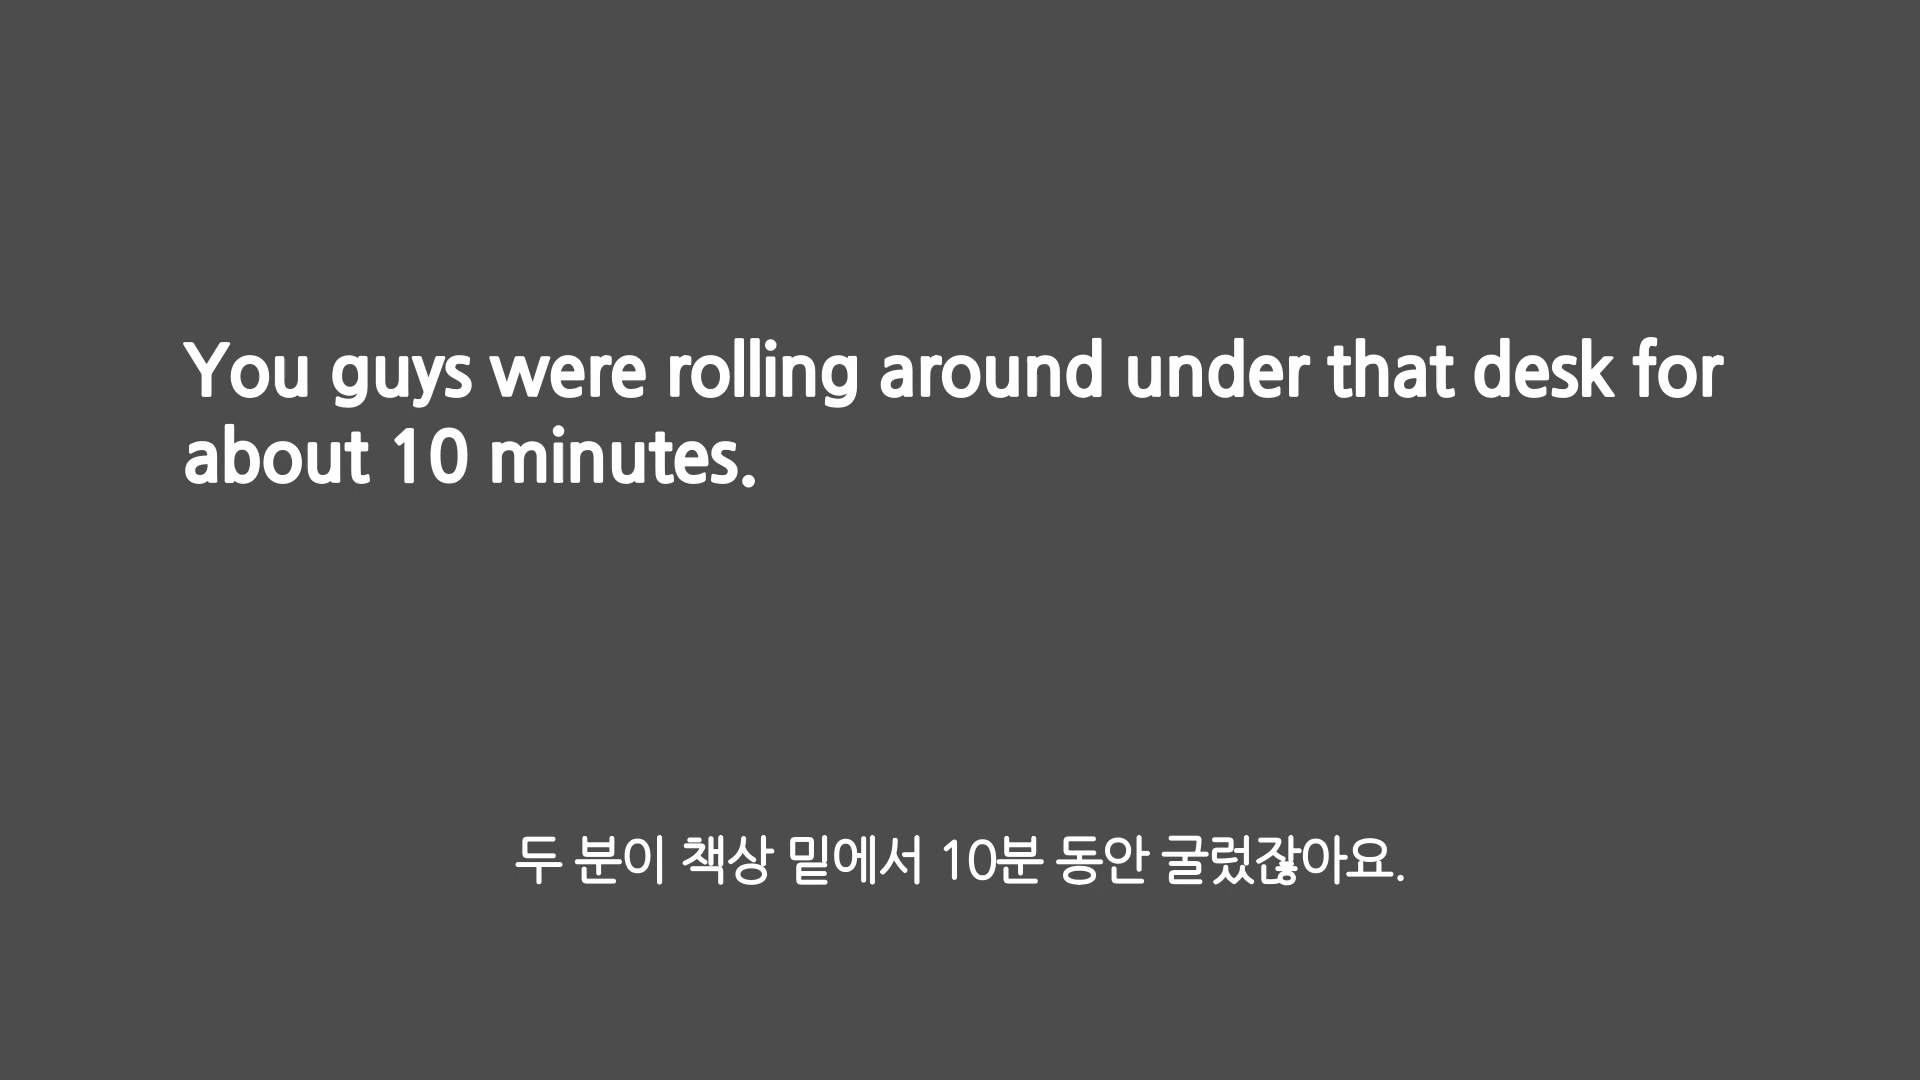 You guys were rolling around under that desk for
about 10 minutes.
두 분이 책상 밑에서 10분 동안 굴렀잖아요.